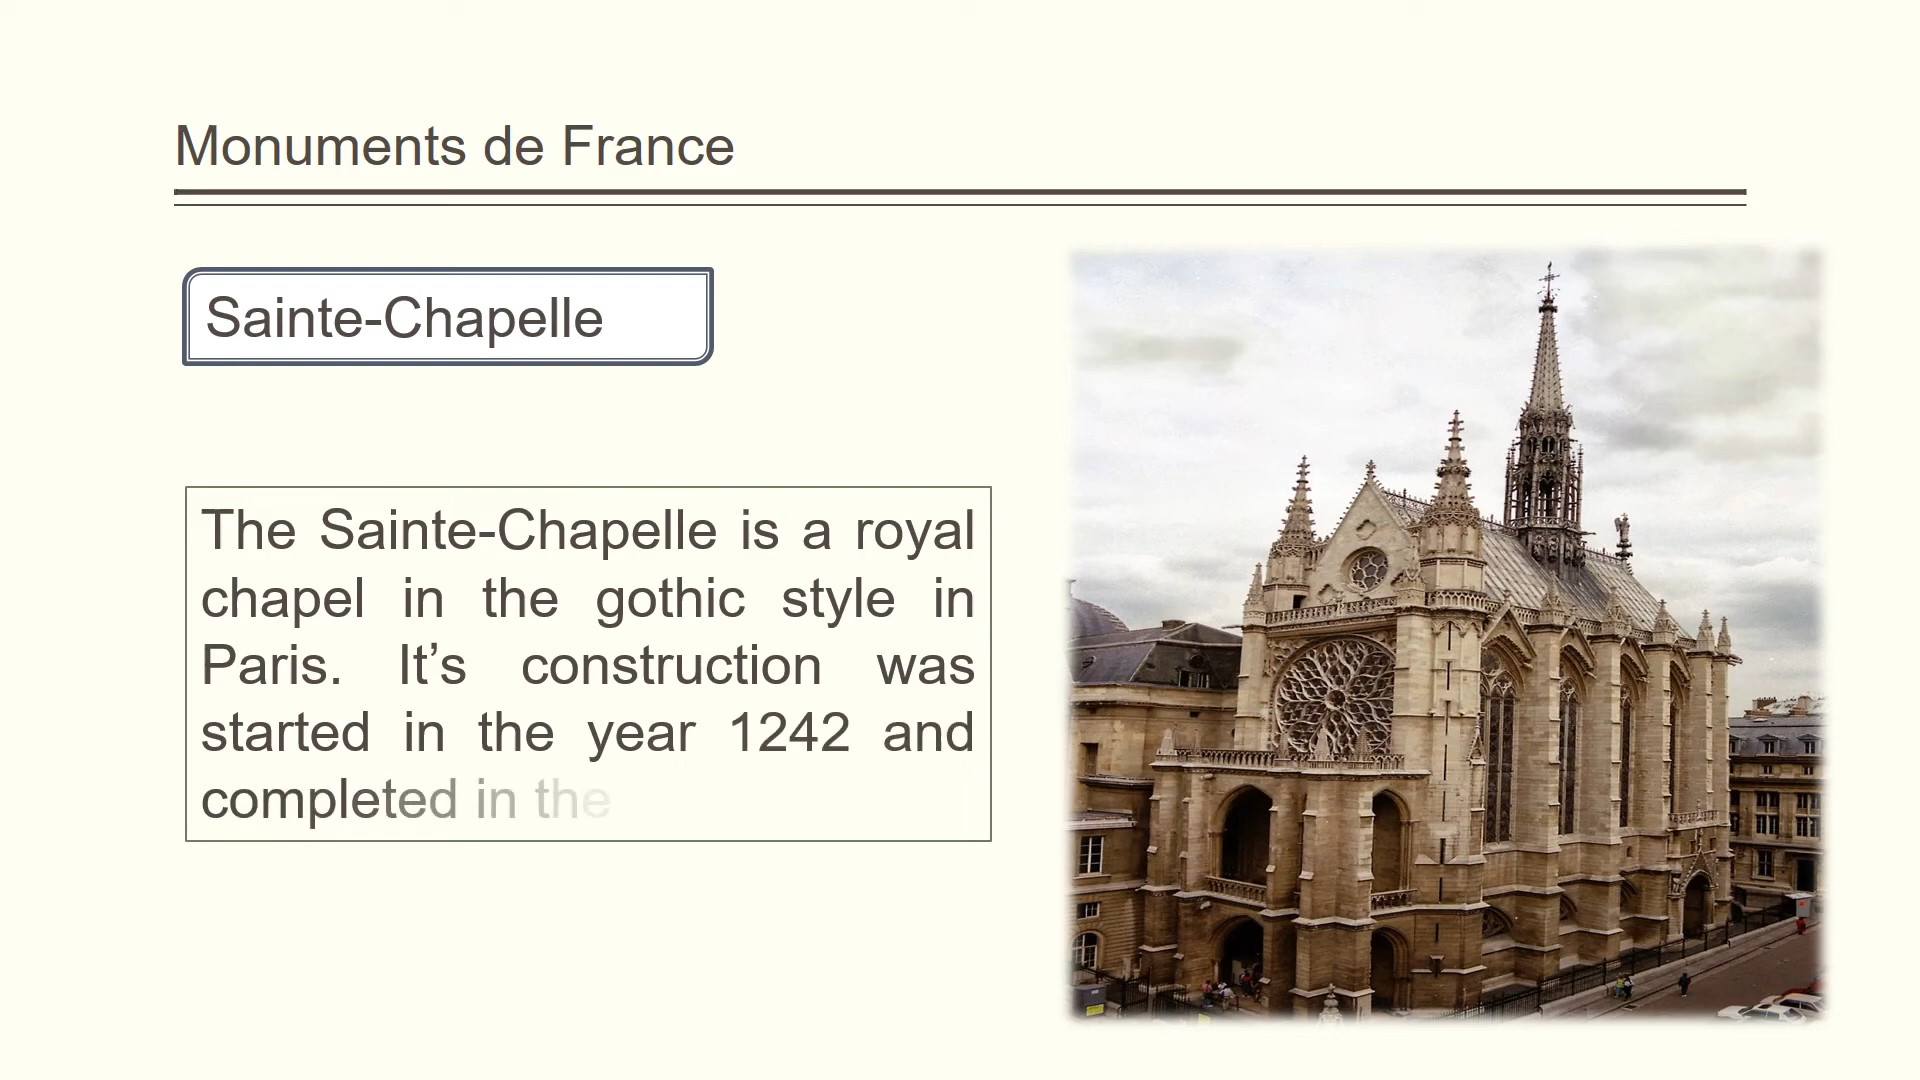 Monuments de France
Sainte-Chapelle
The Sainte-Chapelle is a royal
chapel in the gothic style in
Paris. It’s construction was
started in the year 1242 and
completed in the